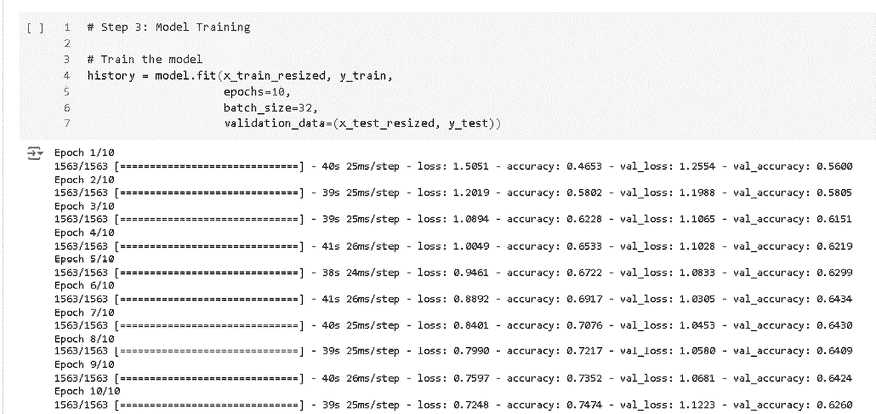 [ ] 1 # Step 3: Model Training
2
3 # Train the model
4 history = model.fit(x_train_resized, y_train,
5 epochs=10,
6 batch_size=32,
7 validation_data=(x_test_resized, y_test))
Epoch 1/10
1563/1563 [==============================] - 40s 25ms/step - loss: 1.5051 - accuracy: 0.4653 - val_loss: 1.2554 - val_accuracy: 0.5600
Epoch 2/10
1563/1563 [==============================] - 39s 25ms/step - loss: 1.2019 - accuracy: 0.5802 - val_loss: 1.1988 - val_accuracy: 0.5805
Epoch 3/10
1563/1563 [==============================] - 39s 25ms/step - loss: 1.0894 - accuracy: 0.6228 - val_loss: 1.1065 - val_accuracy: 0.6151
Epoch 4/10
1563/1563 [==============================] - 41s 26ms/step - loss: 1.0049 - accuracy: 0.6533 - val_loss: 1.1028 - val_accuracy: 0.6219
Epoch 5/10
1563/1563 [==============================] - 38s 24ms/step - loss: 0.9461 - accuracy: 0.6722 - val_loss: 1.0833 - val_accuracy: 0.6299
Epoch 6/10
1563/1563 [==============================] - 41s 26ms/step - loss: 0.8892 - accuracy: 0.6917 - val_loss: 1.0305 - val_accuracy: 0.6434
Epoch 7/10
1563/1563 [==============================] - 40s 25ms/step - loss: 0.8401 - accuracy: 0.7076 - val_loss: 1.0453 - val_accuracy: 0.6430
Epoch 8/10
1563/1563 [==============================] - 39s 25ms/step - loss: 0.7990 - accuracy: 0.7217 - val_loss: 1.0580 - val_accuracy: 0.6409
Epoch 9/10
1563/1563 [==============================] - 40s 26ms/step - loss: 0.7597 - accuracy: 0.7352 - val_loss: 1.0681 - val_accuracy: 0.6424
Epoch 10/10
1563/1563 [==============================] - 39s 25ms/step - loss: 0.7248 - accuracy: 0.7474 - val_loss: 1.1223 - val_accuracy: 0.6260